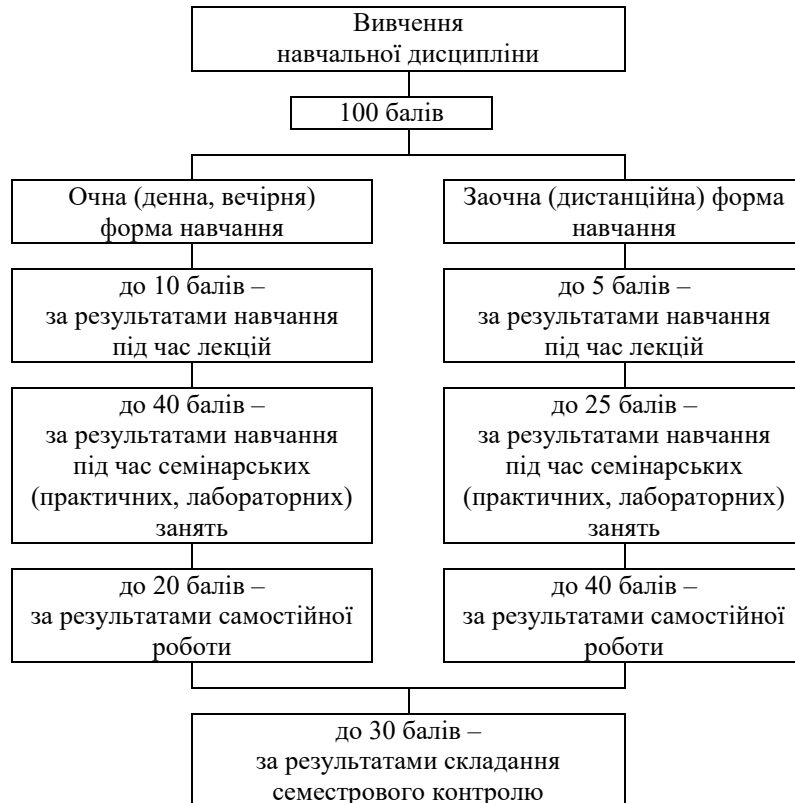 Вивчення
навчальної дисципліни
100 балів
Очна (денна, вечірня)
форма навчання
до 10 балів –
за результатами навчання
під час лекцій
до 40 балів –
за результатами навчання
під час семінарських
(практичних, лабораторних)
занять
до 20 балів –
за результатами самостійної
роботи
Заочна (дистанційна) форма
навчання
до 5 балів –
за результатами навчання
під час лекцій
до 25 балів –
за результатами навчання
під час семінарських
(практичних, лабораторних)
занять
до 40 балів –
за результатами самостійної
роботи
до 30 балів –
за результатами складання
семестрового контролю